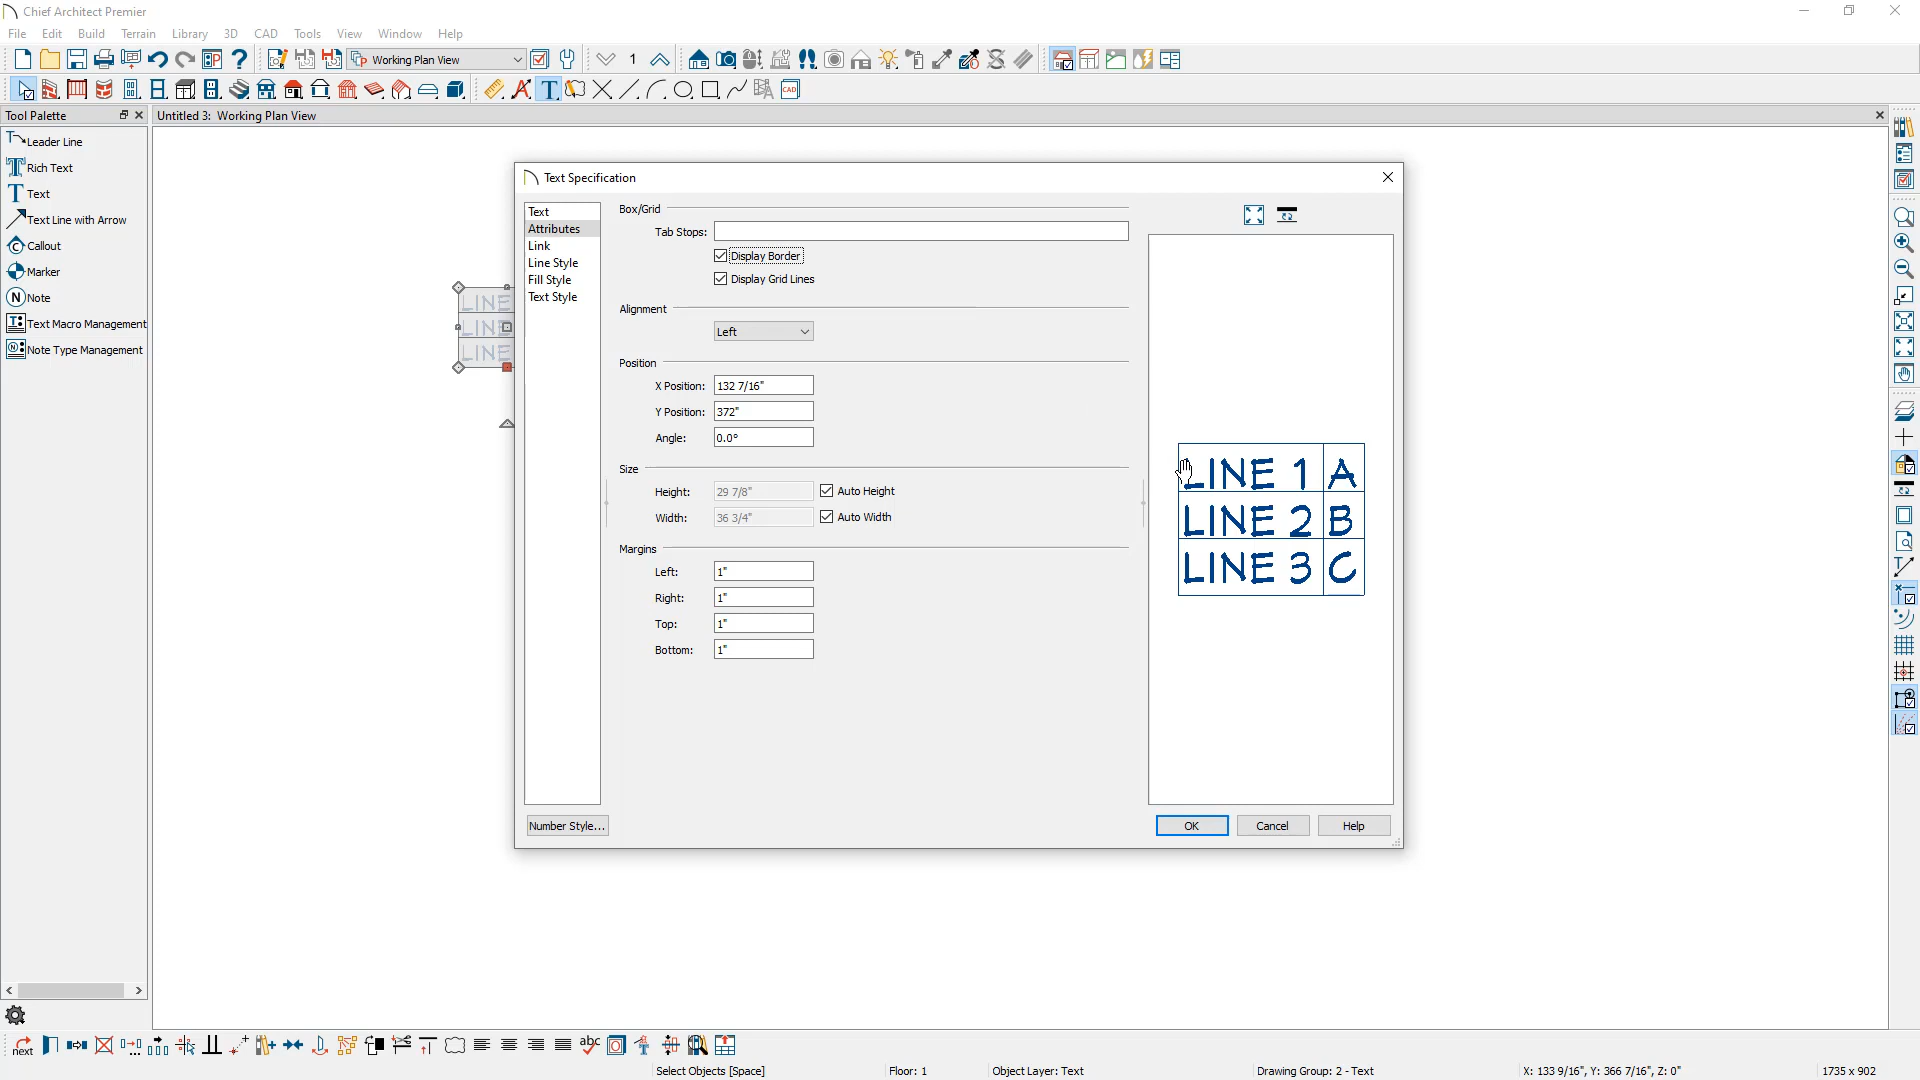 Chief Architect Premier
File Edit Build Terrain Library 3D CAD Tools View Window Help
Working Plan View 1
T CAD
Tool Palette
Untitled 3: Working Plan View
Leader Line
Rich Text
Text
Text Line with Arrow
Callout
Marker
Note
Text Macro Management
Note Type Management
LINE
LINE
LINE
Text Specification
Text
Attributes
Link
Line Style
Fill Style
Text Style
Box/Grid
Tab Stops:
Display Border
Display Grid Lines
Alignment
Left
Position
X Position: 132 7/16"
Y Position: 372"
Angle: 0.0°
Size
Height: 29 7/8" Auto Height
Width: 36 3/4" Auto Width
Margins
Left: 1"
Right: 1"
Top: 1"
Bottom: 1"
LINE 1 A
LINE 2 B
LINE 3 C
Number Style...
OK Cancel Help
next abc
Select Objects [Space] Floor: 1 Object Layer: Text Drawing Group: 2 - Text X: 133 9/16", Y: 366 7/16", Z: 0" 1735 x 902